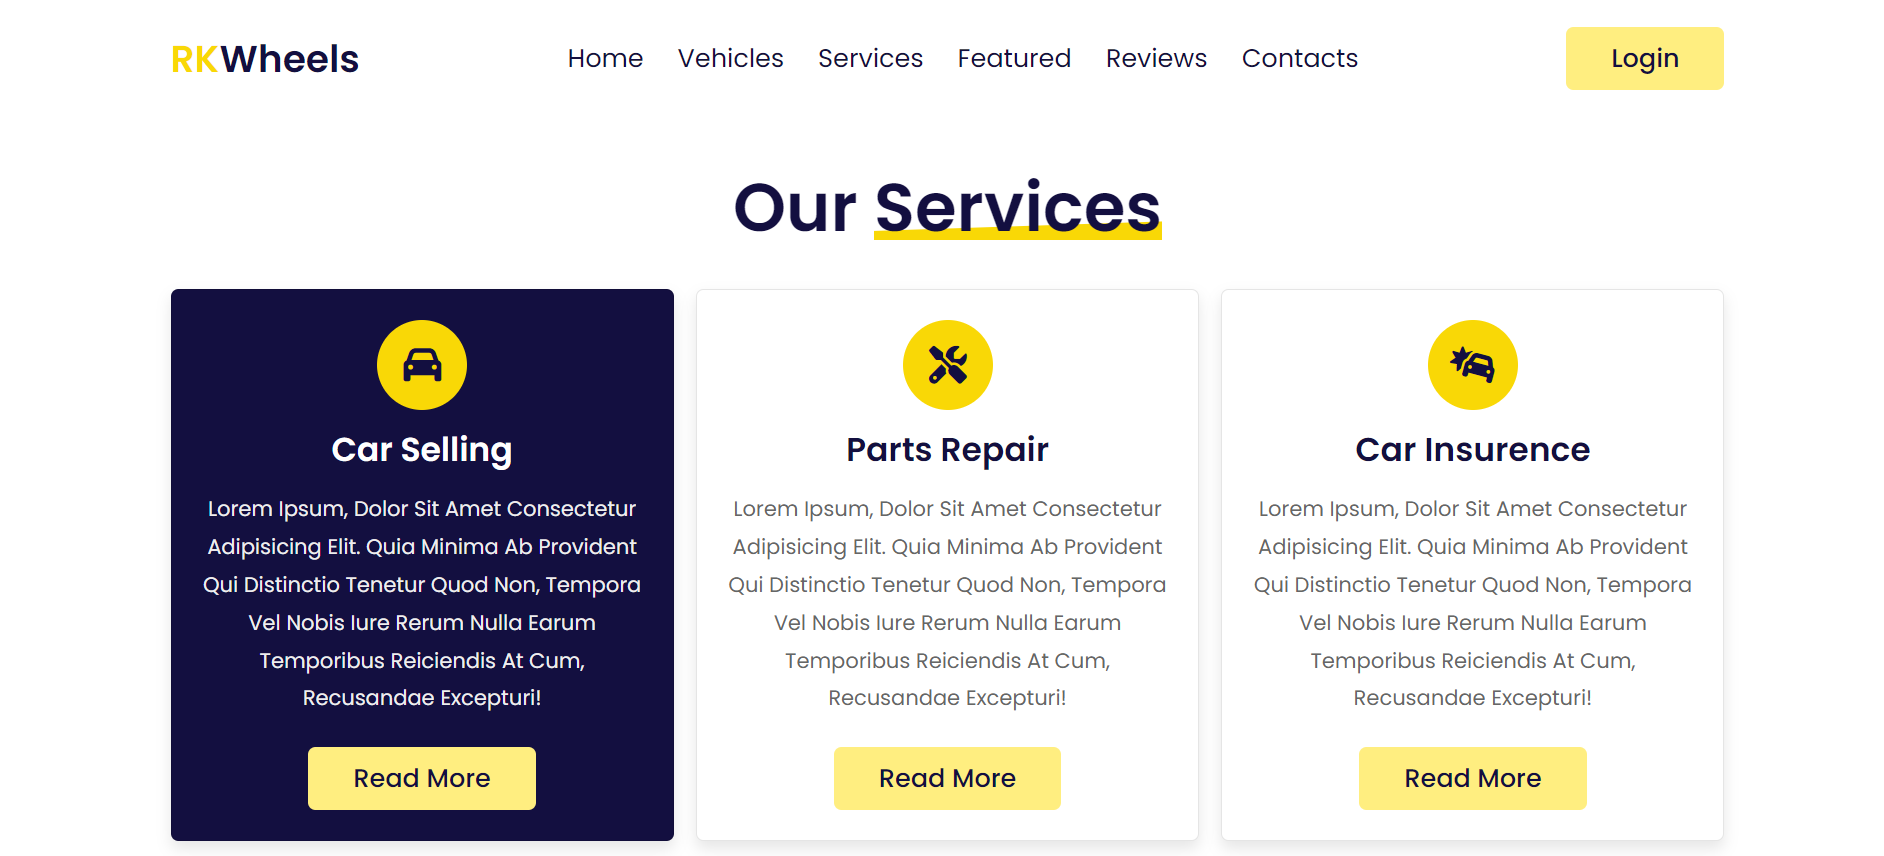 RKWheels
Home Vehicles Services Featured Reviews Contacts
Login
Our Services
Car Selling
Lorem Ipsum, Dolor Sit Amet Consectetur
Adipisicing Elit. Quia Minima Ab Provident
Qui Distinctio Tenetur Quod Non, Tempora
Vel Nobis Iure Rerum Nulla Earum
Temporibus Reiciendis At Cum,
Recusandae Excepturi!
Read More
Parts Repair
Lorem Ipsum, Dolor Sit Amet Consectetur
Adipisicing Elit. Quia Minima Ab Provident
Qui Distinctio Tenetur Quod Non, Tempora
Vel Nobis Iure Rerum Nulla Earum
Temporibus Reiciendis At Cum,
Recusandae Excepturi!
Read More
Car Insurence
Lorem Ipsum, Dolor Sit Amet Consectetur
Adipisicing Elit. Quia Minima Ab Provident
Qui Distinctio Tenetur Quod Non, Tempora
Vel Nobis Iure Rerum Nulla Earum
Temporibus Reiciendis At Cum,
Recusandae Excepturi!
Read More